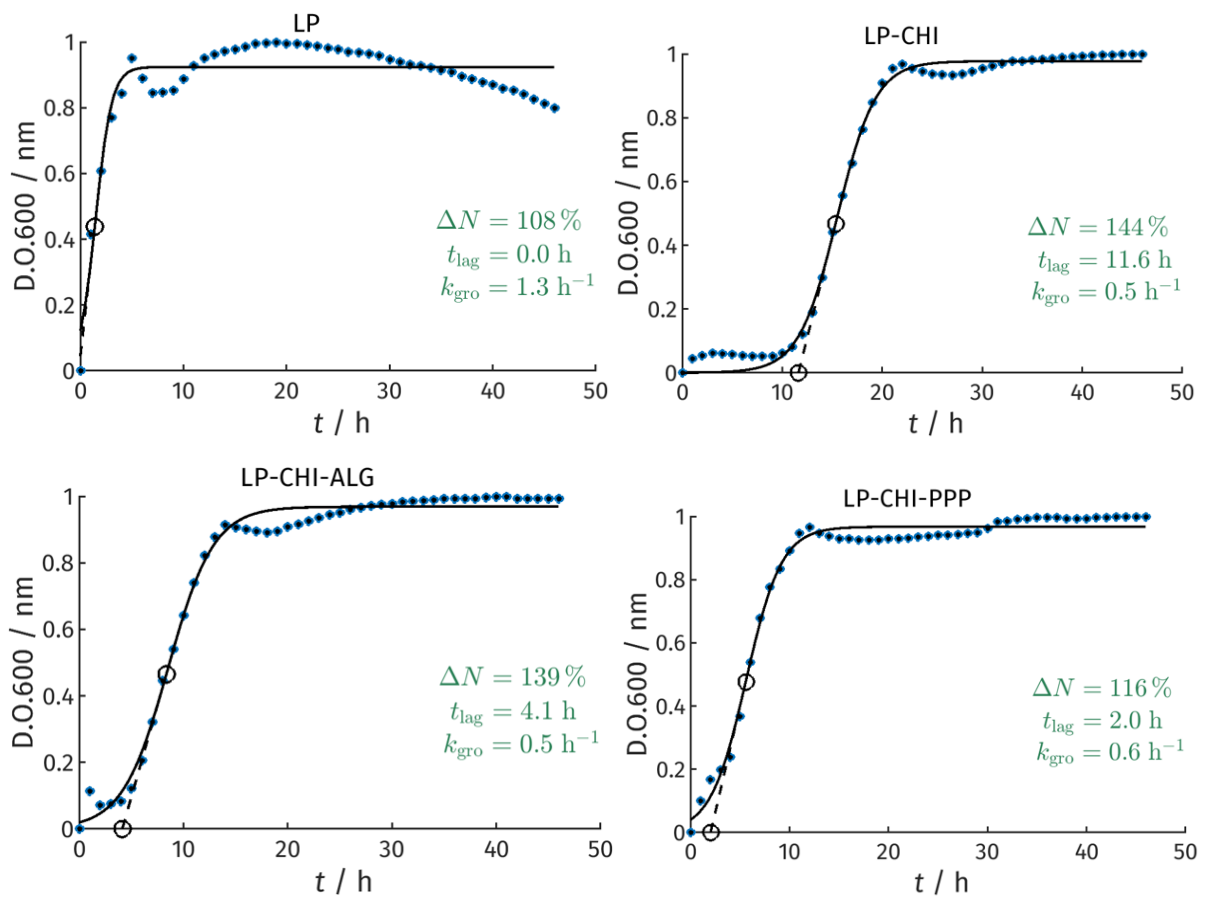 LP
1
0.8
0.6
0.4
0.2
0
D.O.600 / nm
ΔN = 108 %
t_lag = 0.0 h
k_gro = 1.3 h⁻¹
0 10 20 30 40 50
t / h
LP-CHI
1
0.8
0.6
0.4
0.2
0
D.O.600 / nm
ΔN = 144 %
t_lag = 11.6 h
k_gro = 0.5 h⁻¹
0 10 20 30 40 50
t / h
LP-CHI-ALG
1
0.8
0.6
0.4
0.2
0
D.O.600 / nm
ΔN = 139 %
t_lag = 4.1 h
k_gro = 0.5 h⁻¹
0 10 20 30 40 50
t / h
LP-CHI-PPP
1
0.8
0.6
0.4
0.2
0
D.O.600 / nm
ΔN = 116 %
t_lag = 2.0 h
k_gro = 0.6 h⁻¹
0 10 20 30 40 50
t / h